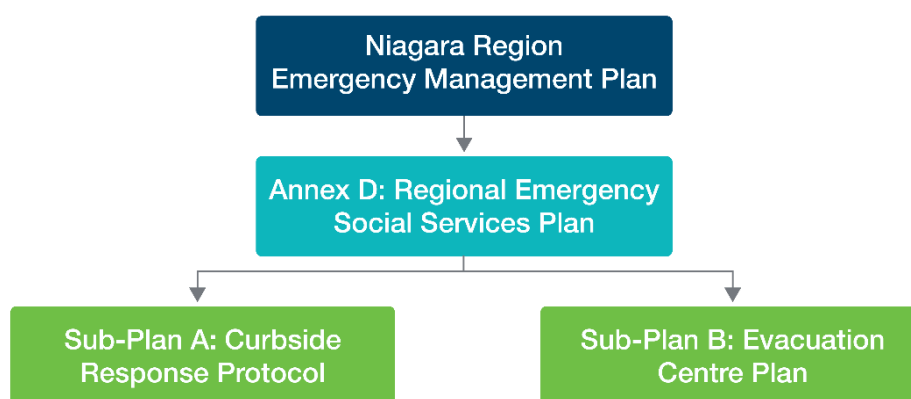 Niagara Region
Emergency Management Plan
Annex D: Regional Emergency
Social Services Plan
Sub-Plan A: Curbside
Response Protocol
Sub-Plan B: Evacuation
Centre Plan